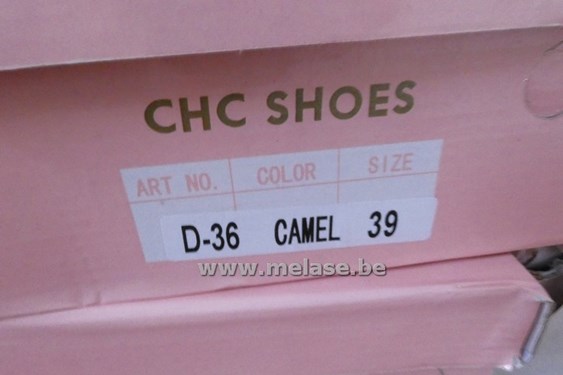 CHC SHOES
ART NO. COLOR SIZE
D-36 CAMEL 39
www.melase.be